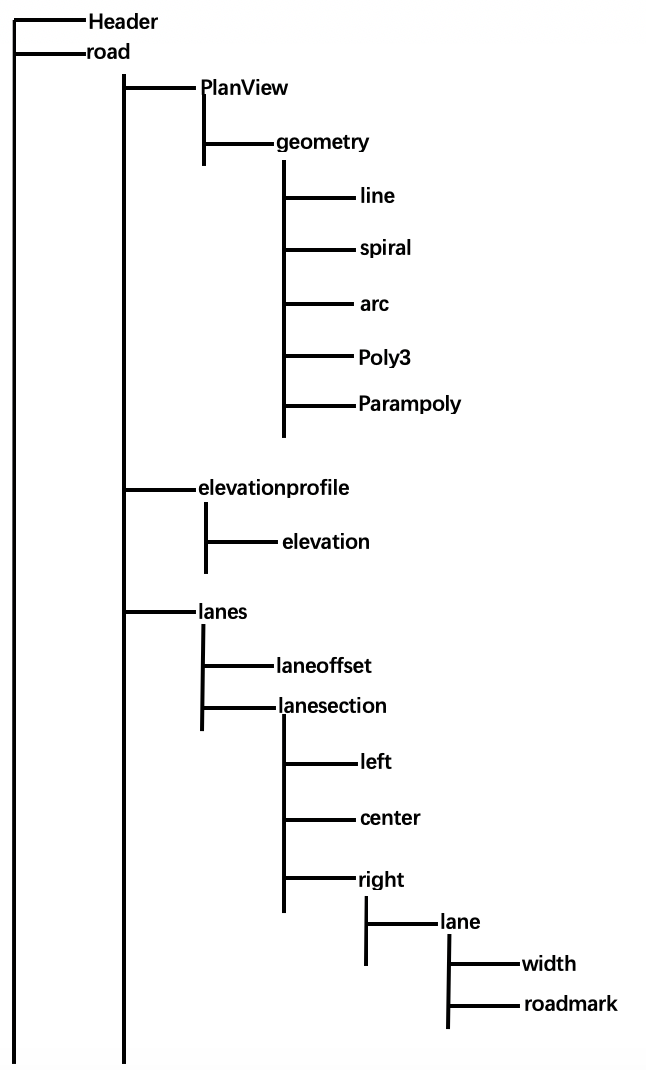 Header
road
PlanView
geometry
line
spiral
arc
Poly3
Parampoly
elevationprofile
elevation
lanes
laneoffset
lanesection
left
center
right
lane
width
roadmark